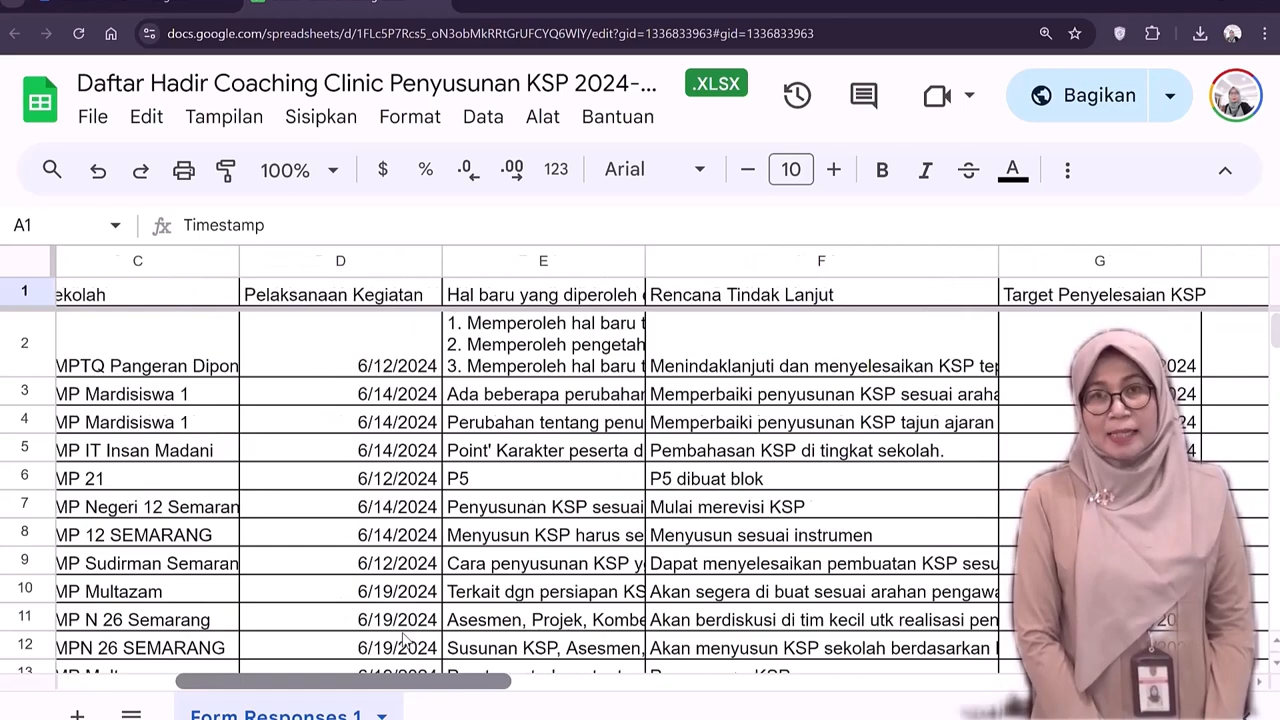 docs.google.com/spreadsheets/d/1FLc5P7Rcs5_oN3obMkRRtGrUFCYQ6WIY/edit?gid=1336833963#gid=1336833963
Daftar Hadir Coaching Clinic Penyusunan KSP 2024-...
.XLSX
Bagikan
File Edit Tampilan Sisipkan Format Data Alat Bantuan
100% $ % .0 .00 123 Arial 10 B I S A
A1 fx Timestamp
C D E F G
1 ekolah Pelaksanaan Kegiatan Hal baru yang diperoleh Rencana Tindak Lanjut Target Penyelesaian KSP
1. Memperoleh hal baru t
2 2. Memperoleh pengetah
MPTQ Pangeran Dipon 6/12/2024 3. Memperoleh hal baru t Menindaklanjuti dan menyelesaikan KSP tep 024
3 MP Mardisiswa 1 6/14/2024 Ada beberapa perubahan Memperbaiki penyusunan KSP sesuai araha 024
4 MP Mardisiswa 1 6/14/2024 Perubahan tentang penu Memperbaiki penyusunan KSP tajun ajaran 24
5 MP IT Insan Madani 6/14/2024 Point' Karakter peserta d Pembahasan KSP di tingkat sekolah. 4
6 MP 21 6/12/2024 P5 P5 dibuat blok
7 MP Negeri 12 Semaran 6/14/2024 Penyusunan KSP sesuai Mulai merevisi KSP
8 MP 12 SEMARANG 6/14/2024 Menyusun KSP harus se Menyusun sesuai instrumen
9 MP Sudirman Semaran 6/12/2024 Cara penyusunan KSP y Dapat menyelesaikan pembuatan KSP sesu
10 MP Multazam 6/19/2024 Terkait dgn persiapan KS Akan segera di buat sesuai arahan pengawa
11 MP N 26 Semarang 6/19/2024 Asesmen, Projek, Kombe Akan berdiskusi di tim kecil utk realisasi pen
12 MPN 26 SEMARANG 6/19/2024 Susunan KSP, Asesmen, Akan menyusun KSP sekolah berdasarkan
13
Form Responses 1